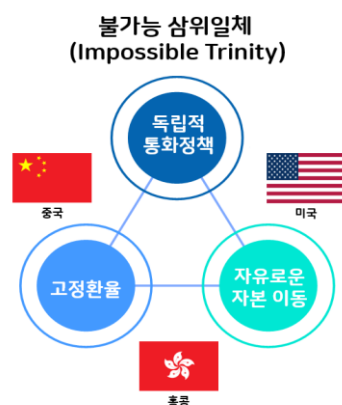 불가능 삼위일체
(Impossible Trinity)
독립적
통화정책
중국
미국
고정환율
자유로운
자본 이동
홍콩